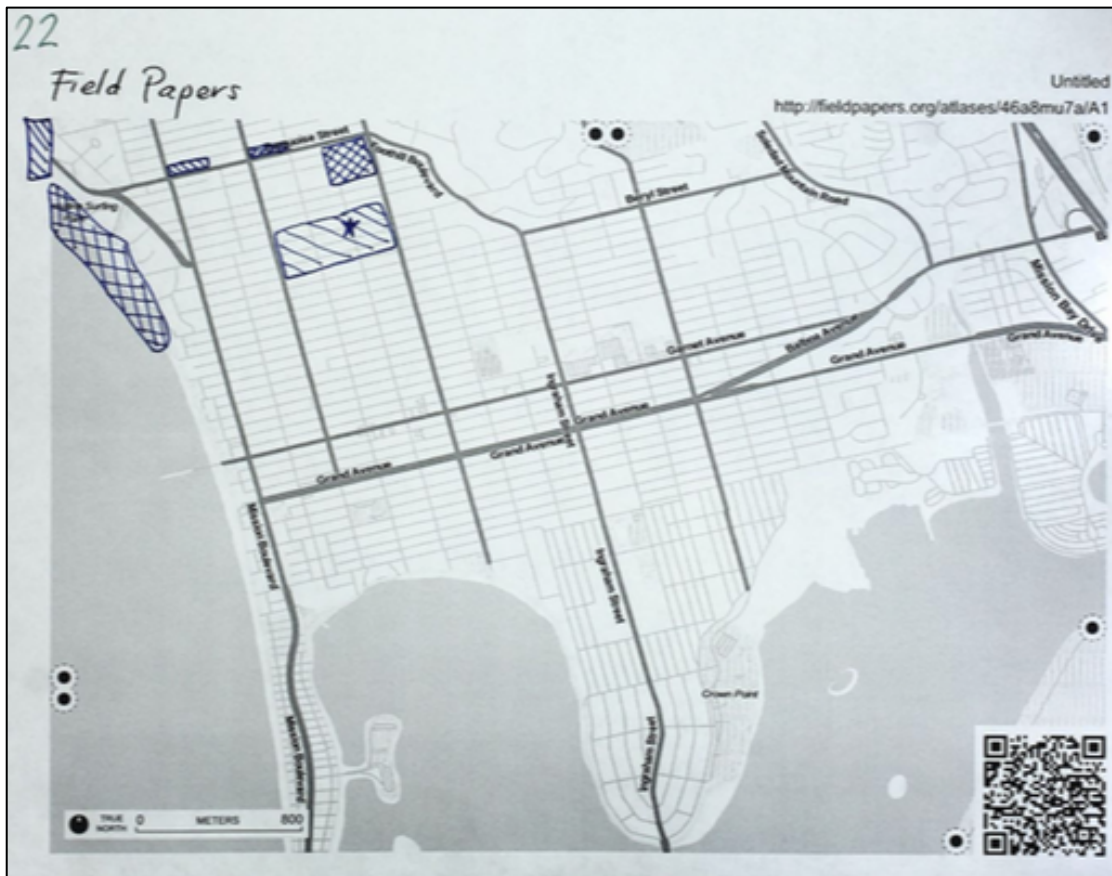 22
Field Papers
Untitled
http://fieldpapers.org/atlases/46a8mu7a/A1
Street
Boulevard
Beryl Street
Mountain Road
Surfing
Mission Bay Drive
Garnet Avenue
Balboa Avenue
Grand Avenue
Grand Avenue
Ingraham Street
Grand Avenue
Grand Avenue
Grand Avenue
Mission Boulevard
Ingraham Street
Crown Point
Mission Boulevard
Ingraham Street
TRUE NORTH 0 METERS 800